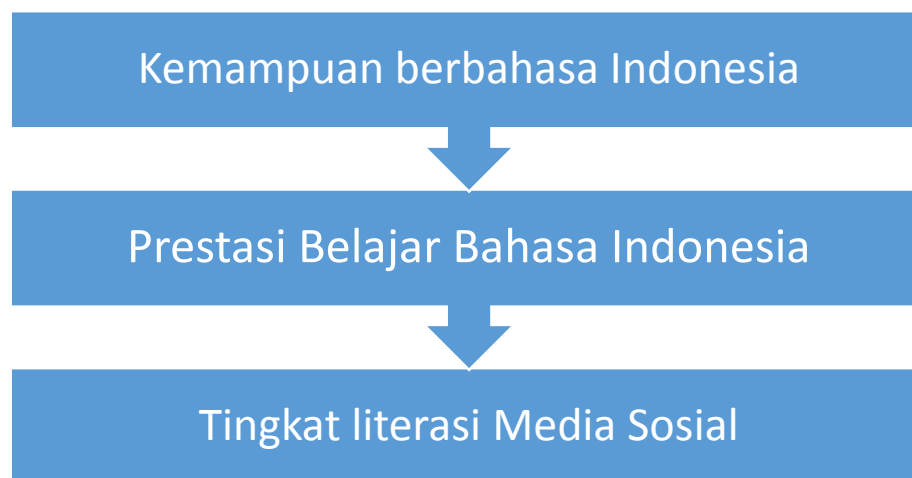 Kemampuan berbahasa Indonesia
Prestasi Belajar Bahasa Indonesia
Tingkat literasi Media Sosial